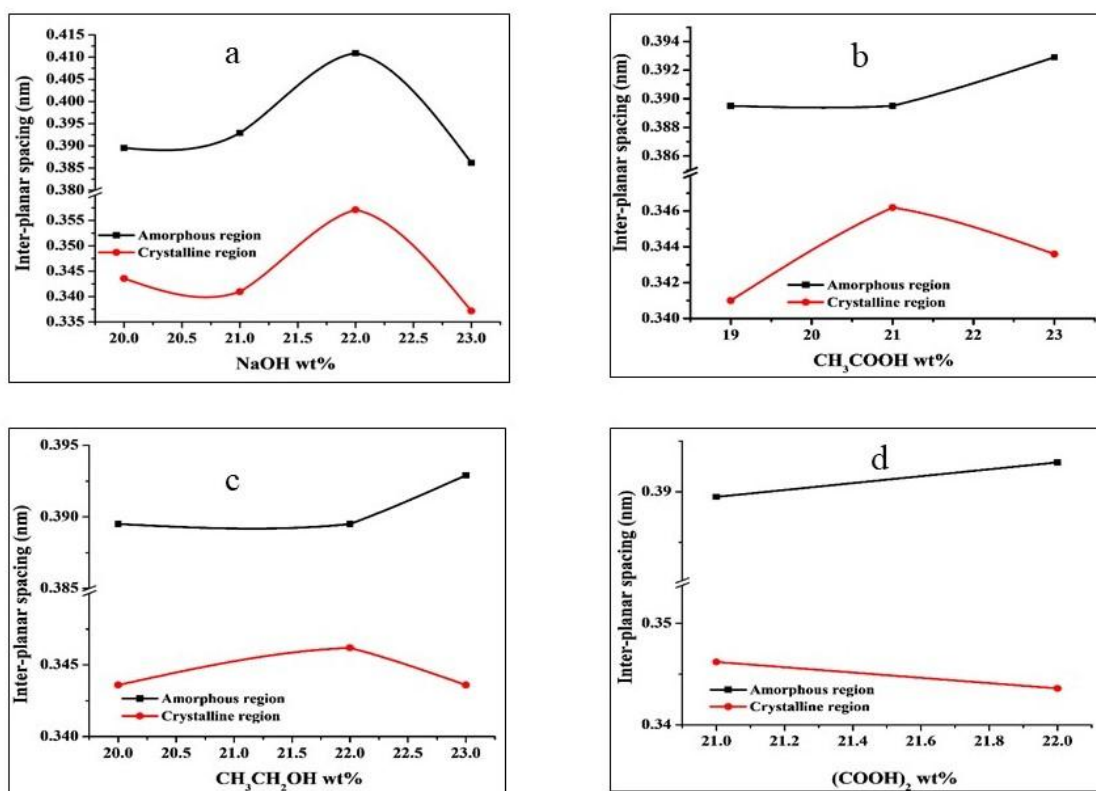 a
Inter-planar spacing (nm)
0.415
0.410
0.405
0.400
0.395
0.390
0.385
0.380
0.355
0.350
0.345
0.340
0.335
Amorphous region
Crystalline region
20.0 20.5 21.0 21.5 22.0 22.5 23.0
NaOH wt%
b
Inter-planar spacing (nm)
0.394
0.392
0.390
0.388
0.386
0.346
0.344
0.342
0.340
Amorphous region
Crystalline region
19 20 21 22 23
CH₃COOH wt%
c
Inter-planar spacing (nm)
0.395
0.390
0.385
0.345
0.340
Amorphous region
Crystalline region
20.0 20.5 21.0 21.5 22.0 22.5 23.0
CH₃CH₂OH wt%
d
Inter-planar spacing (nm)
0.39
0.35
0.34
Amorphous region
Crystalline region
21.0 21.2 21.4 21.6 21.8 22.0
(COOH)₂ wt%